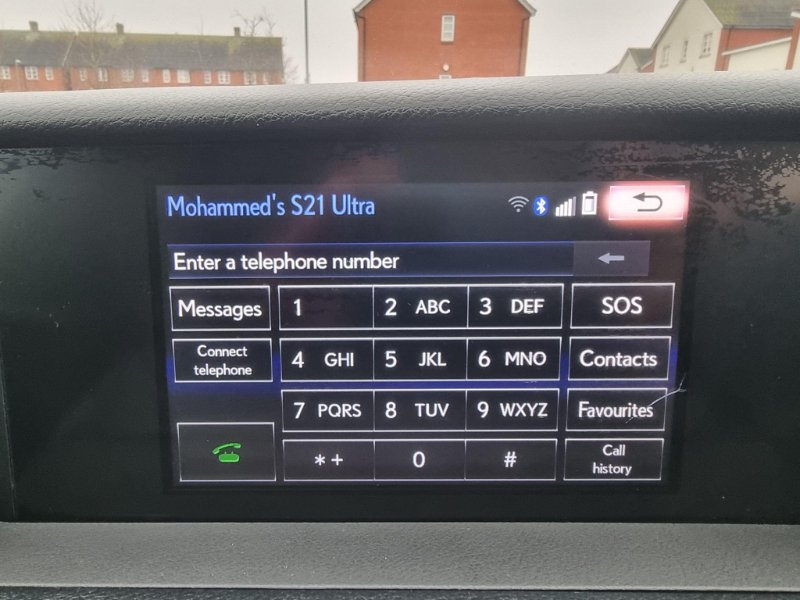 Mohammed's S21 Ultra
Enter a telephone number
Messages
1
2 ABC
3 DEF
SOS
Connect
telephone
4 GHI
5 JKL
6 MNO
Contacts
7 PQRS
8 TUV
9 WXYZ
Favourites
* +
0
#
Call
history